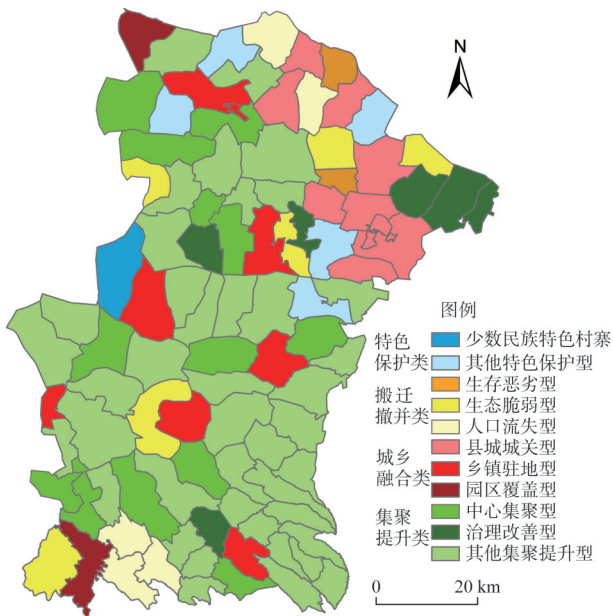 N
图例
特色
保护类
少数民族特色村寨
其他特色保护型
搬迁
撤并类
生存恶劣型
生态脆弱型
人口流失型
城乡
融合类
县城城关型
乡镇驻地型
园区覆盖型
集聚
提升类
中心集聚型
治理改善型
其他集聚提升型
0 20 km